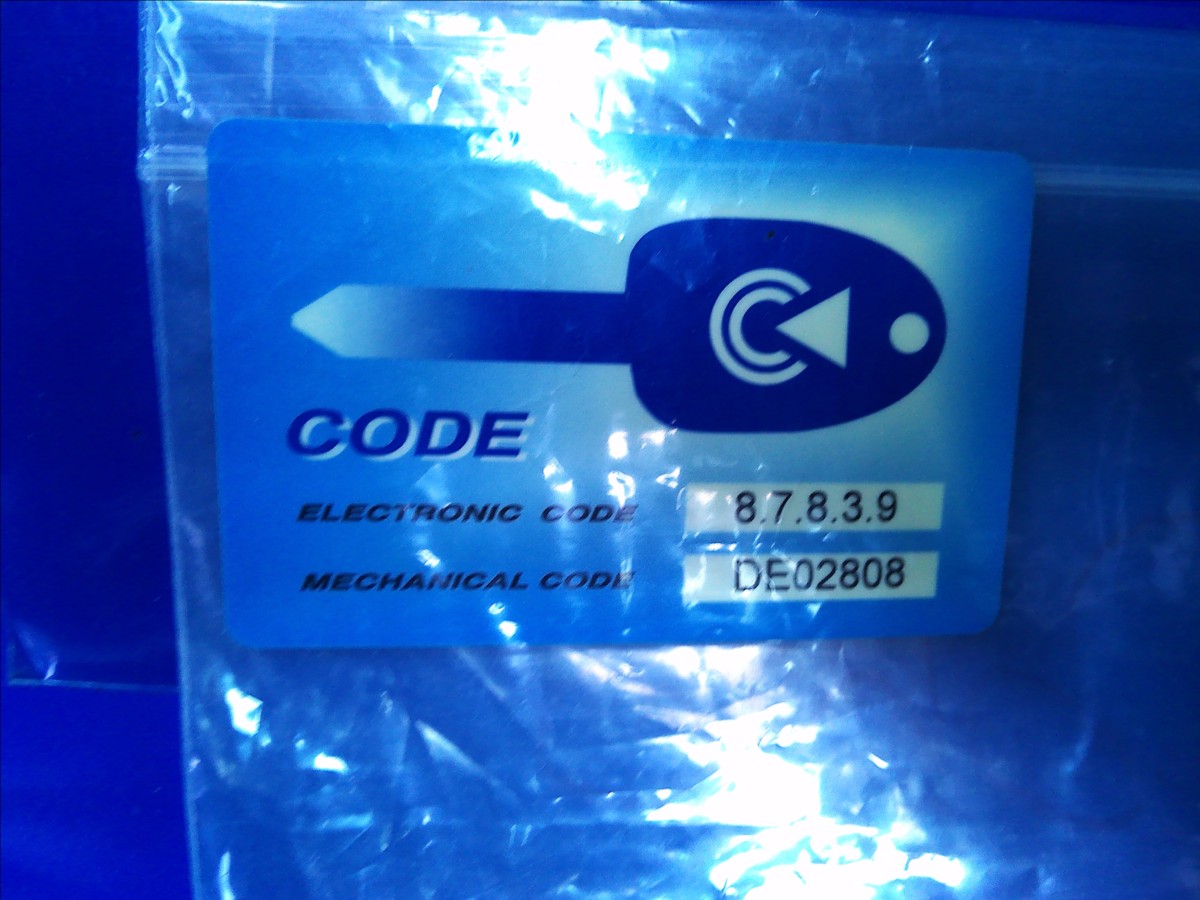 CODE
ELECTRONIC CODE 8.7.8.3.9
MECHANICAL CODE DE02808